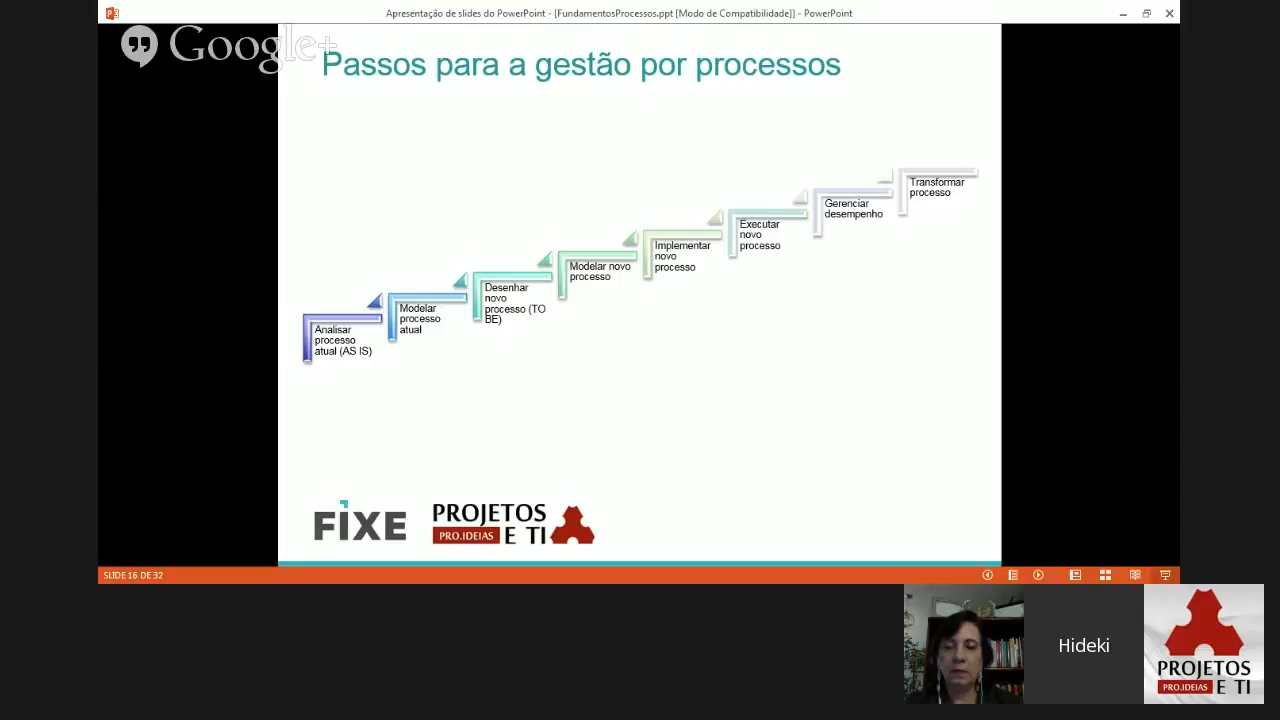 Apresentação de slides do PowerPoint - [FundamentosProcessos.ppt [Modo de Compatibilidade]] - PowerPoint
Google+
Passos para a gestão por processos
Analisar
processo
atual (AS IS)
Modelar
processo
atual
Desenhar
novo
processo (TO
BE)
Modelar novo
processo
Implementar
novo
processo
Executar
novo
processo
Gerenciar
desempenho
Transformar
processo
FIXE
PROJETOS
PRO.IDEIAS E TI
SLIDE 16 DE 32
Hideki
PROJETOS
PRO.IDEIAS E TI